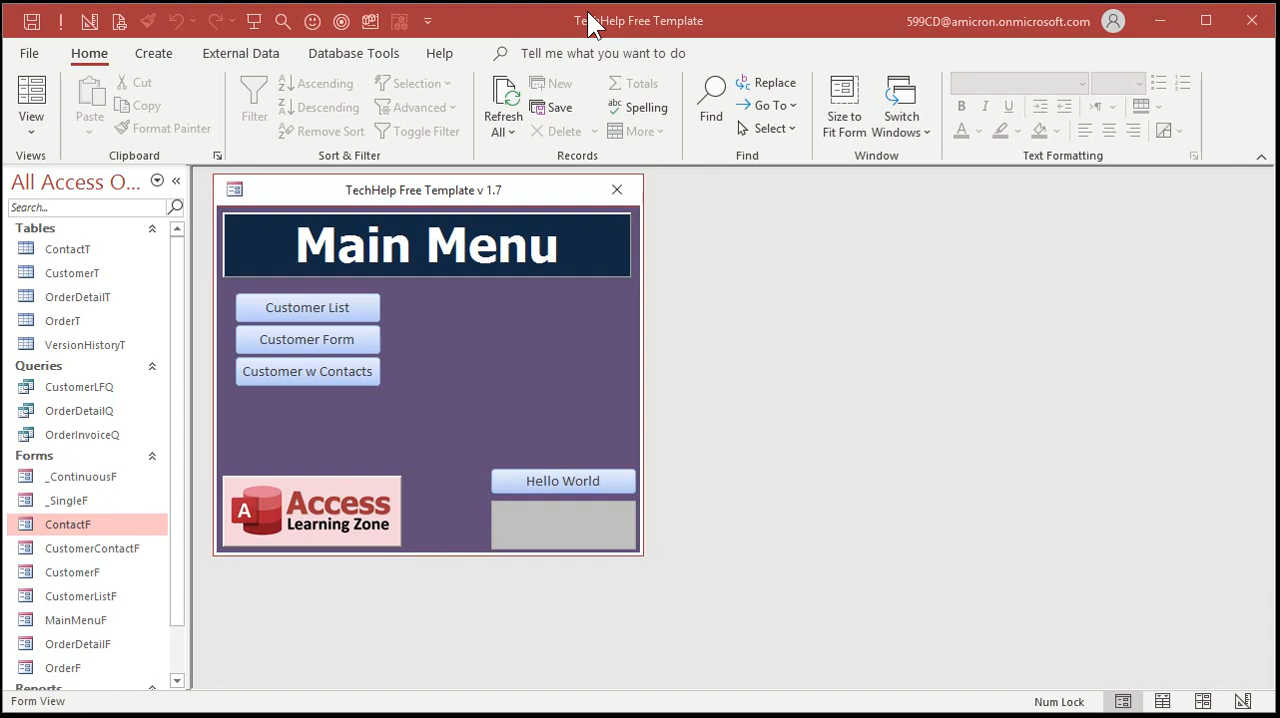 TechHelp Free Template
599CD@amicron.onmicrosoft.com
File Home Create External Data Database Tools Help Tell me what you want to do
View
Views
Paste
Cut
Copy
Format Painter
Clipboard
Filter
Ascending
Descending
Remove Sort
Selection
Advanced
Toggle Filter
Sort & Filter
Refresh
All
New
Save
Delete
Totals
Spelling
More
Records
Find
Replace
Go To
Select
Find
Size to
Fit Form
Switch
Windows
Window
B I U
A
Text Formatting
All Access O...
Search...
Tables
ContactT
CustomerT
OrderDetailT
OrderT
VersionHistoryT
Queries
CustomerLFQ
OrderDetailQ
OrderInvoiceQ
Forms
_ContinuousF
_SingleF
ContactF
CustomerContactF
CustomerF
CustomerListF
MainMenuF
OrderDetailF
OrderF
Reports
TechHelp Free Template v 1.7
Main Menu
Customer List
Customer Form
Customer w Contacts
A Access
Learning Zone
Hello World
Form View
Num Lock